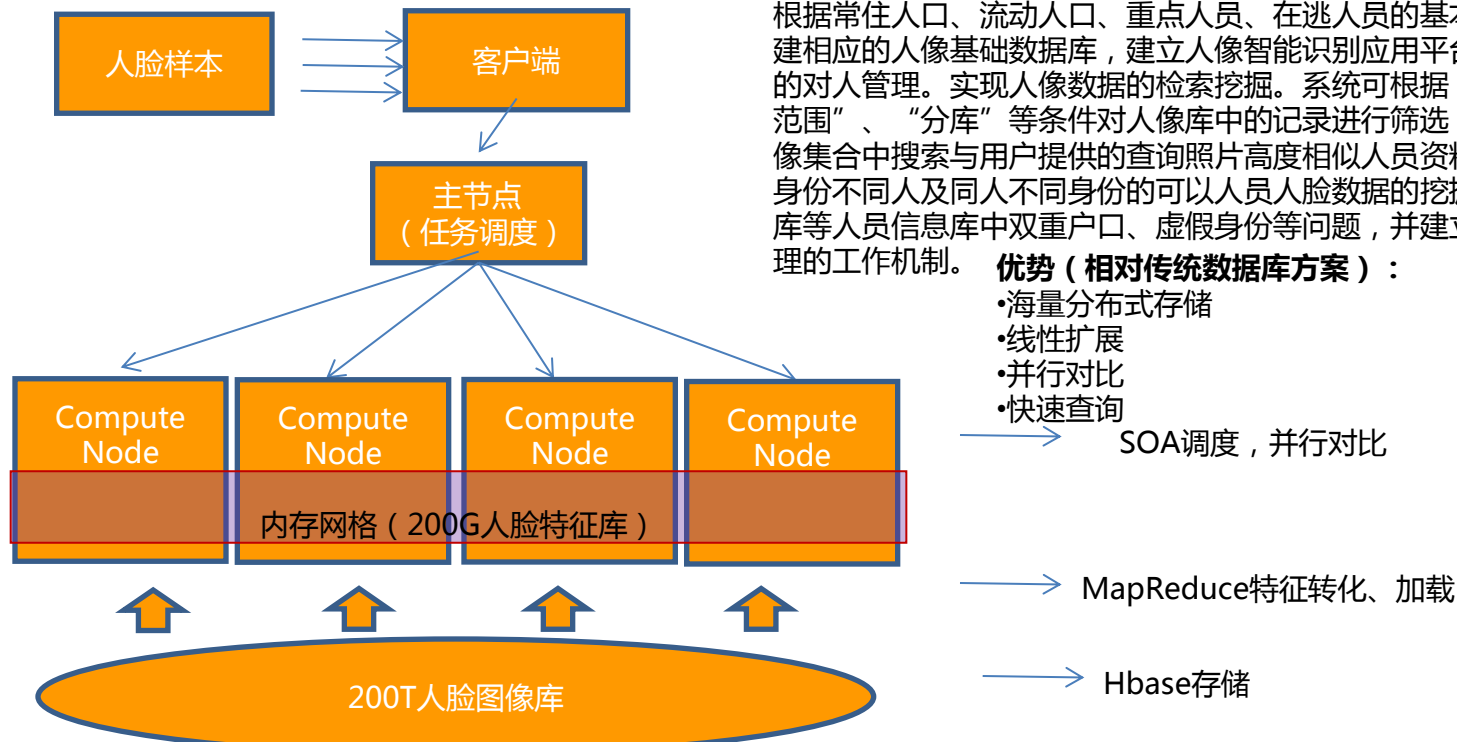 人脸样本
客户端
主节点
（任务调度）
Compute
Node
Compute
Node
Compute
Node
Compute
Node
内存网格（200G人脸特征库）
200T人脸图像库
根据常住人口、流动人口、重点人员、在逃人员的基本
建相应的人像基础数据库，建立人像智能识别应用平台
的对人管理。实现人像数据的检索挖掘。系统可根据
范围”、“分库”等条件对人像库中的记录进行筛选
像集合中搜索与用户提供的查询照片高度相似人员资料
身份不同人及同人不同身份的可以人员人脸数据的挖掘
库等人员信息库中双重户口、虚假身份等问题，并建立
理的工作机制。
优势（相对传统数据库方案）：
•海量分布式存储
•线性扩展
•并行对比
•快速查询
SOA调度，并行对比
MapReduce特征转化、加载
Hbase存储